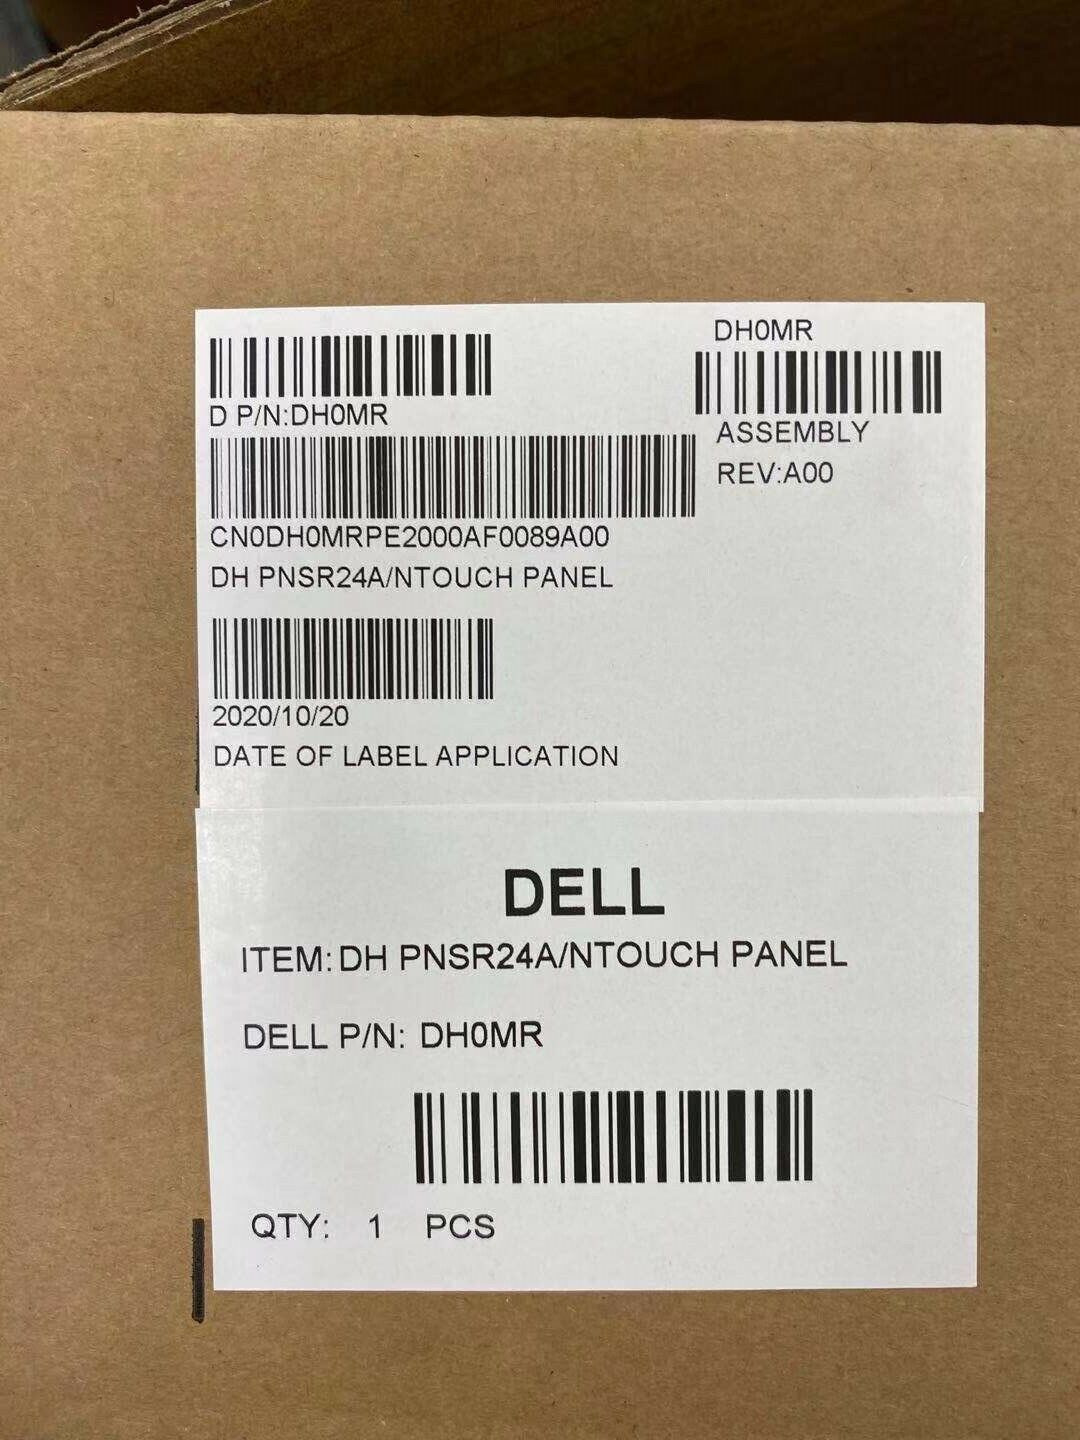 D P/N:DH0MR
CN0DH0MRPE2000AF0089A00
DH PNSR24A/NTOUCH PANEL
2020/10/20
DATE OF LABEL APPLICATION
DH0MR
ASSEMBLY
REV:A00
DELL
ITEM:DH PNSR24A/NTOUCH PANEL
DELL P/N: DH0MR
QTY: 1 PCS